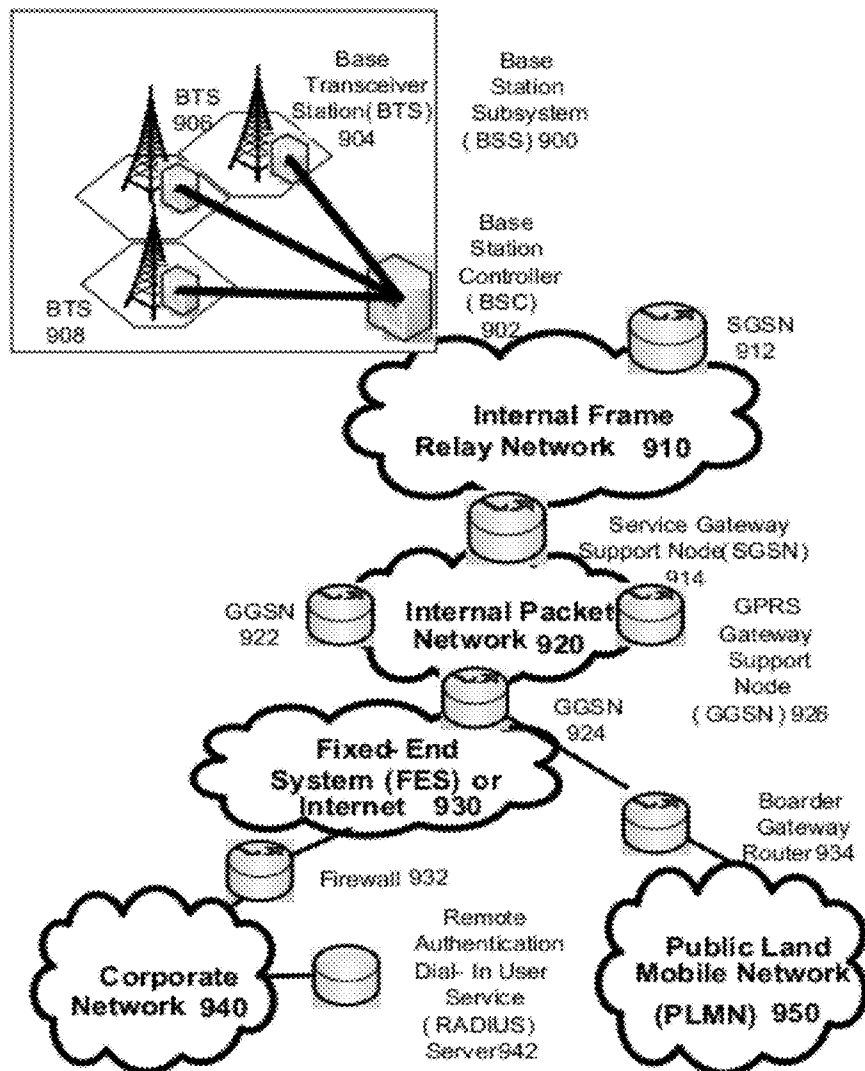 BTS
906
Base
Transceiver
Station(BTS)
904
Base
Station
Subsystem
(BSS) 900
BTS
908
Base
Station
Controller
(BSC)
902
SGSN
912
Internal Frame
Relay Network 910
Service Gateway
Support Node(SGSN)
914
GGSN
922
Internal Packet
Network 920
GPRS
Gateway
Support
Node
(GGSN) 926
GGSN
924
Fixed-End
System (FES) or
Internet 930
Boarder
Gateway
Router 934
Firewall 932
Corporate
Network 940
Remote
Authentication
Dial-In User
Service
(RADIUS)
Server 942
Public Land
Mobile Network
(PLMN) 950